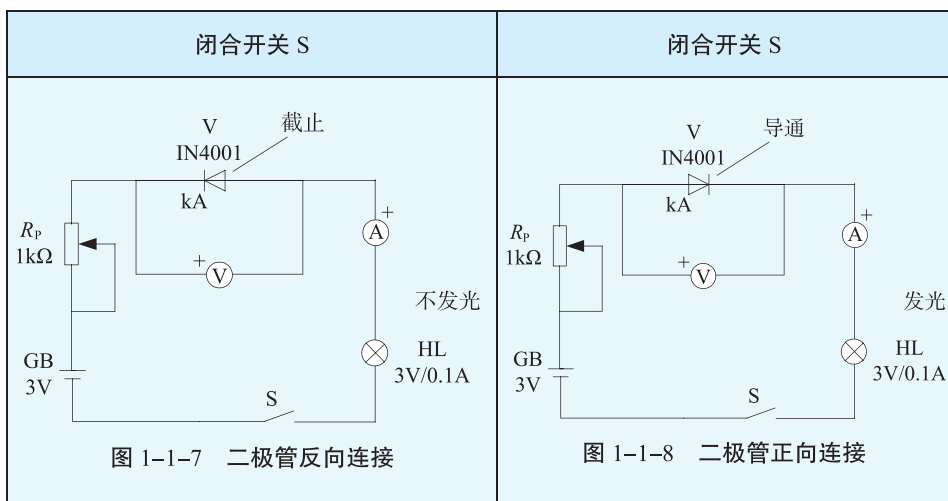 闭合开关 S
闭合开关 S
V
截止
IN4001
kA
+
A
R_P
1kΩ
+
V
不发光
GB
3V
HL
3V/0.1A
S
图 1-1-7 二极管反向连接
V
导通
IN4001
kA
+
A
R_P
1kΩ
+
V
发光
GB
3V
HL
3V/0.1A
S
图 1-1-8 二极管正向连接